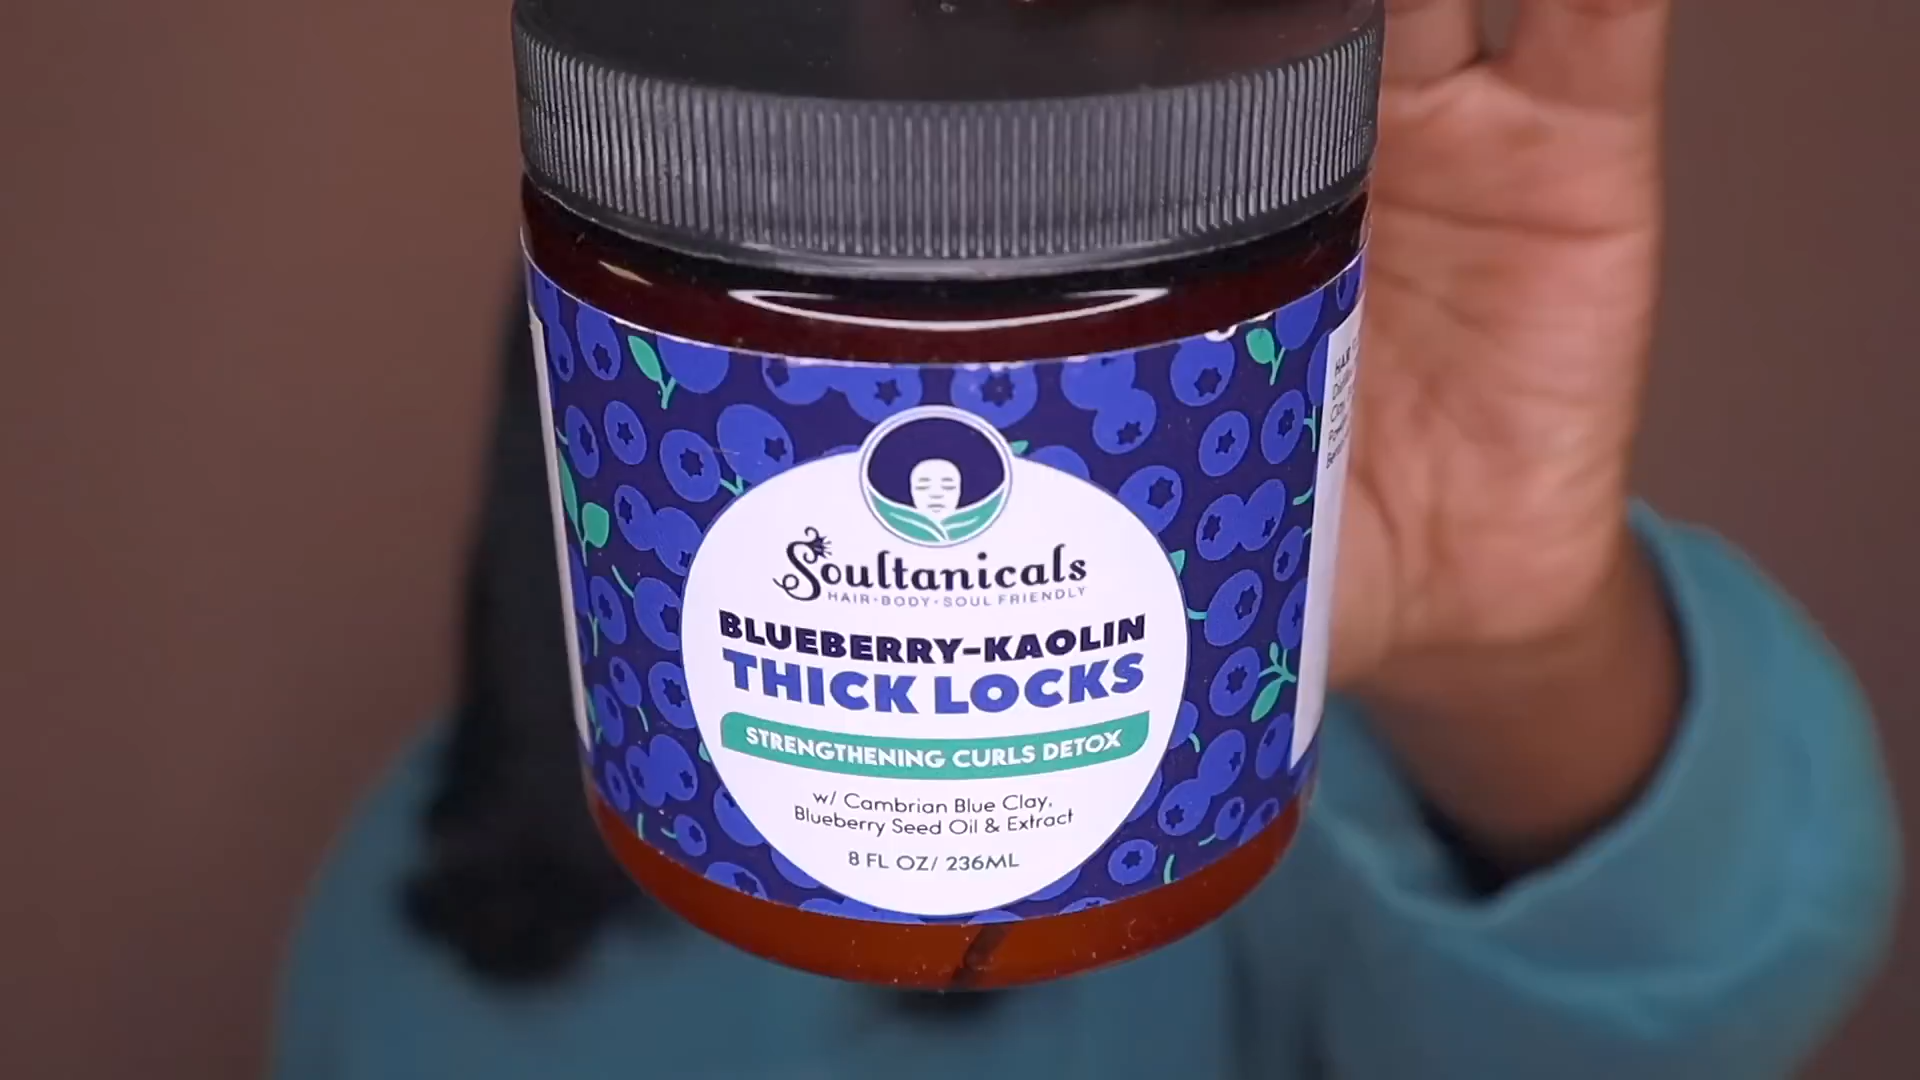 Soultanicals
HAIR•BODY•SOUL FRIENDLY
BLUEBERRY-KAOLIN
THICK LOCKS
STRENGTHENING CURLS DETOX
w/ Cambrian Blue Clay,
Blueberry Seed Oil & Extract
8 FL OZ/ 236ML